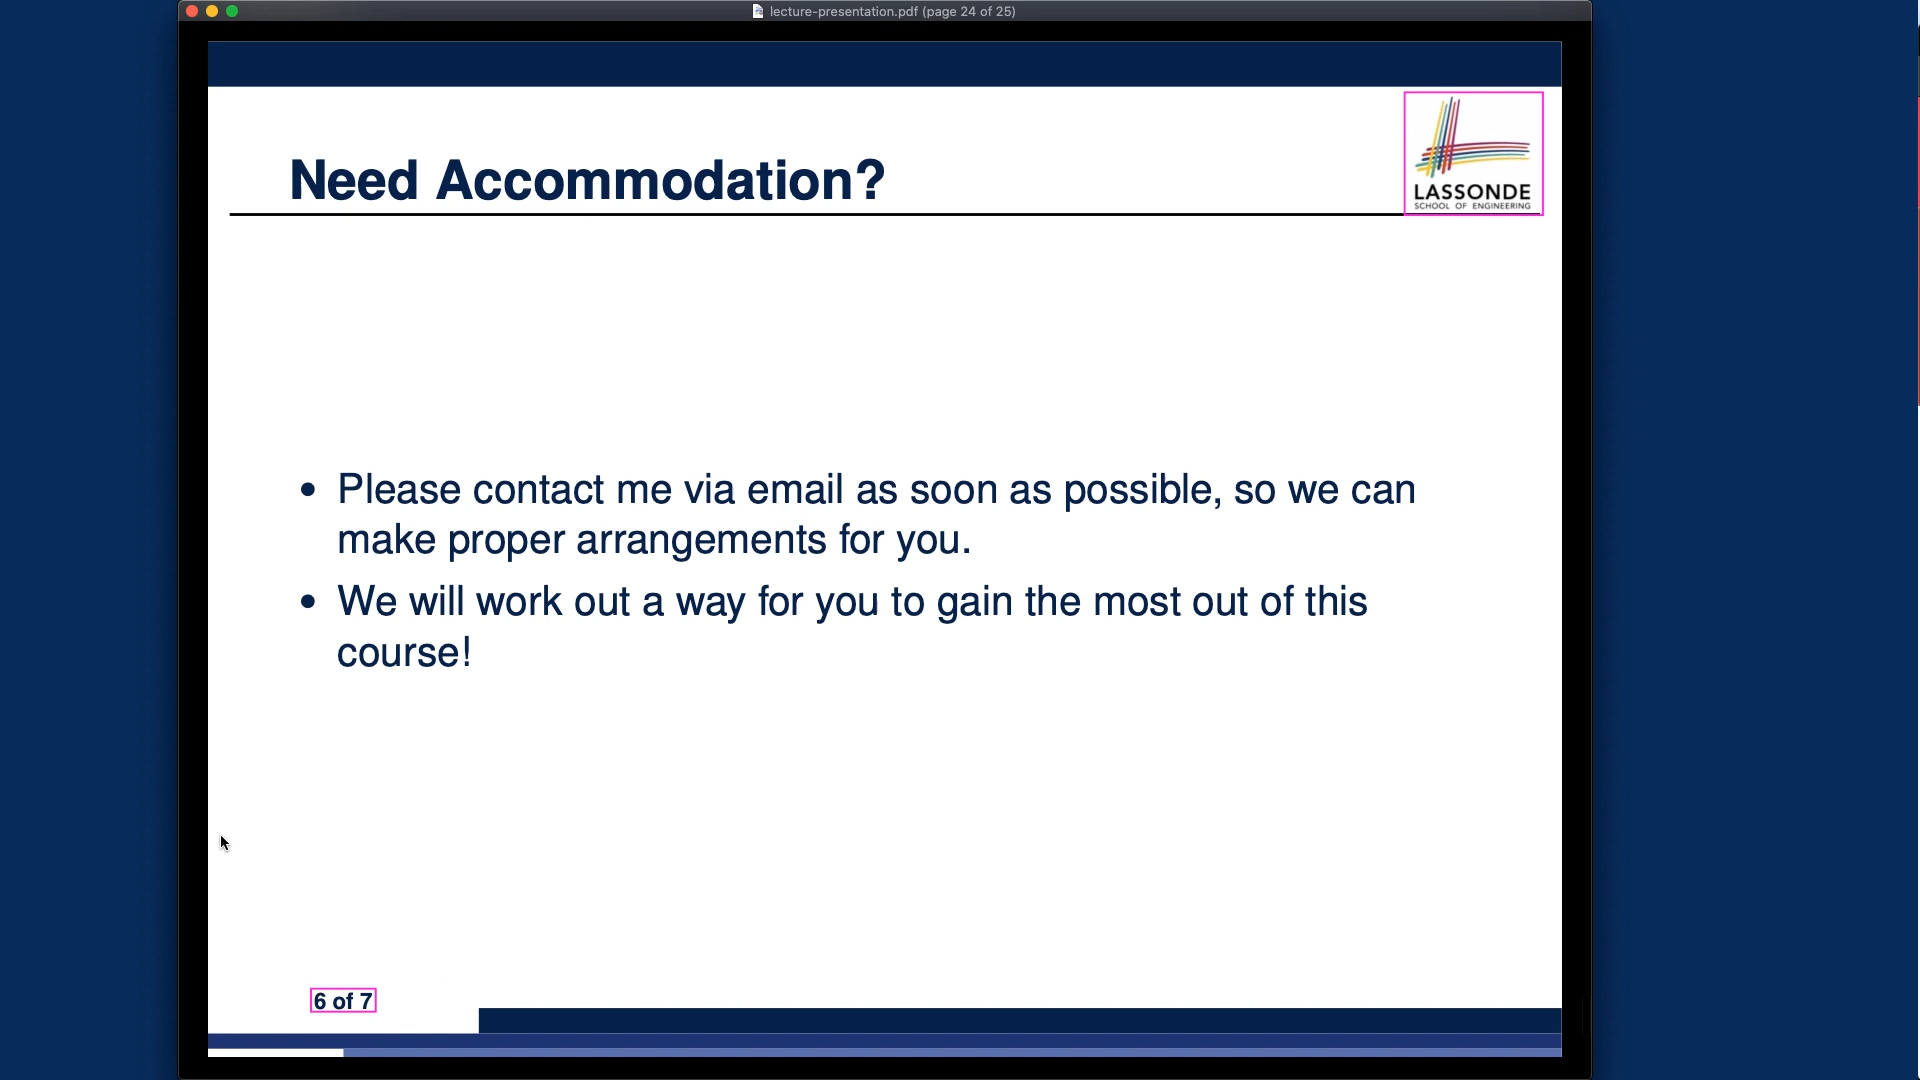 lecture-presentation.pdf (page 24 of 25)
LASSONDE
SCHOOL OF ENGINEERING
Need Accommodation?
• Please contact me via email as soon as possible, so we can
make proper arrangements for you.
• We will work out a way for you to gain the most out of this
course!
6 of 7